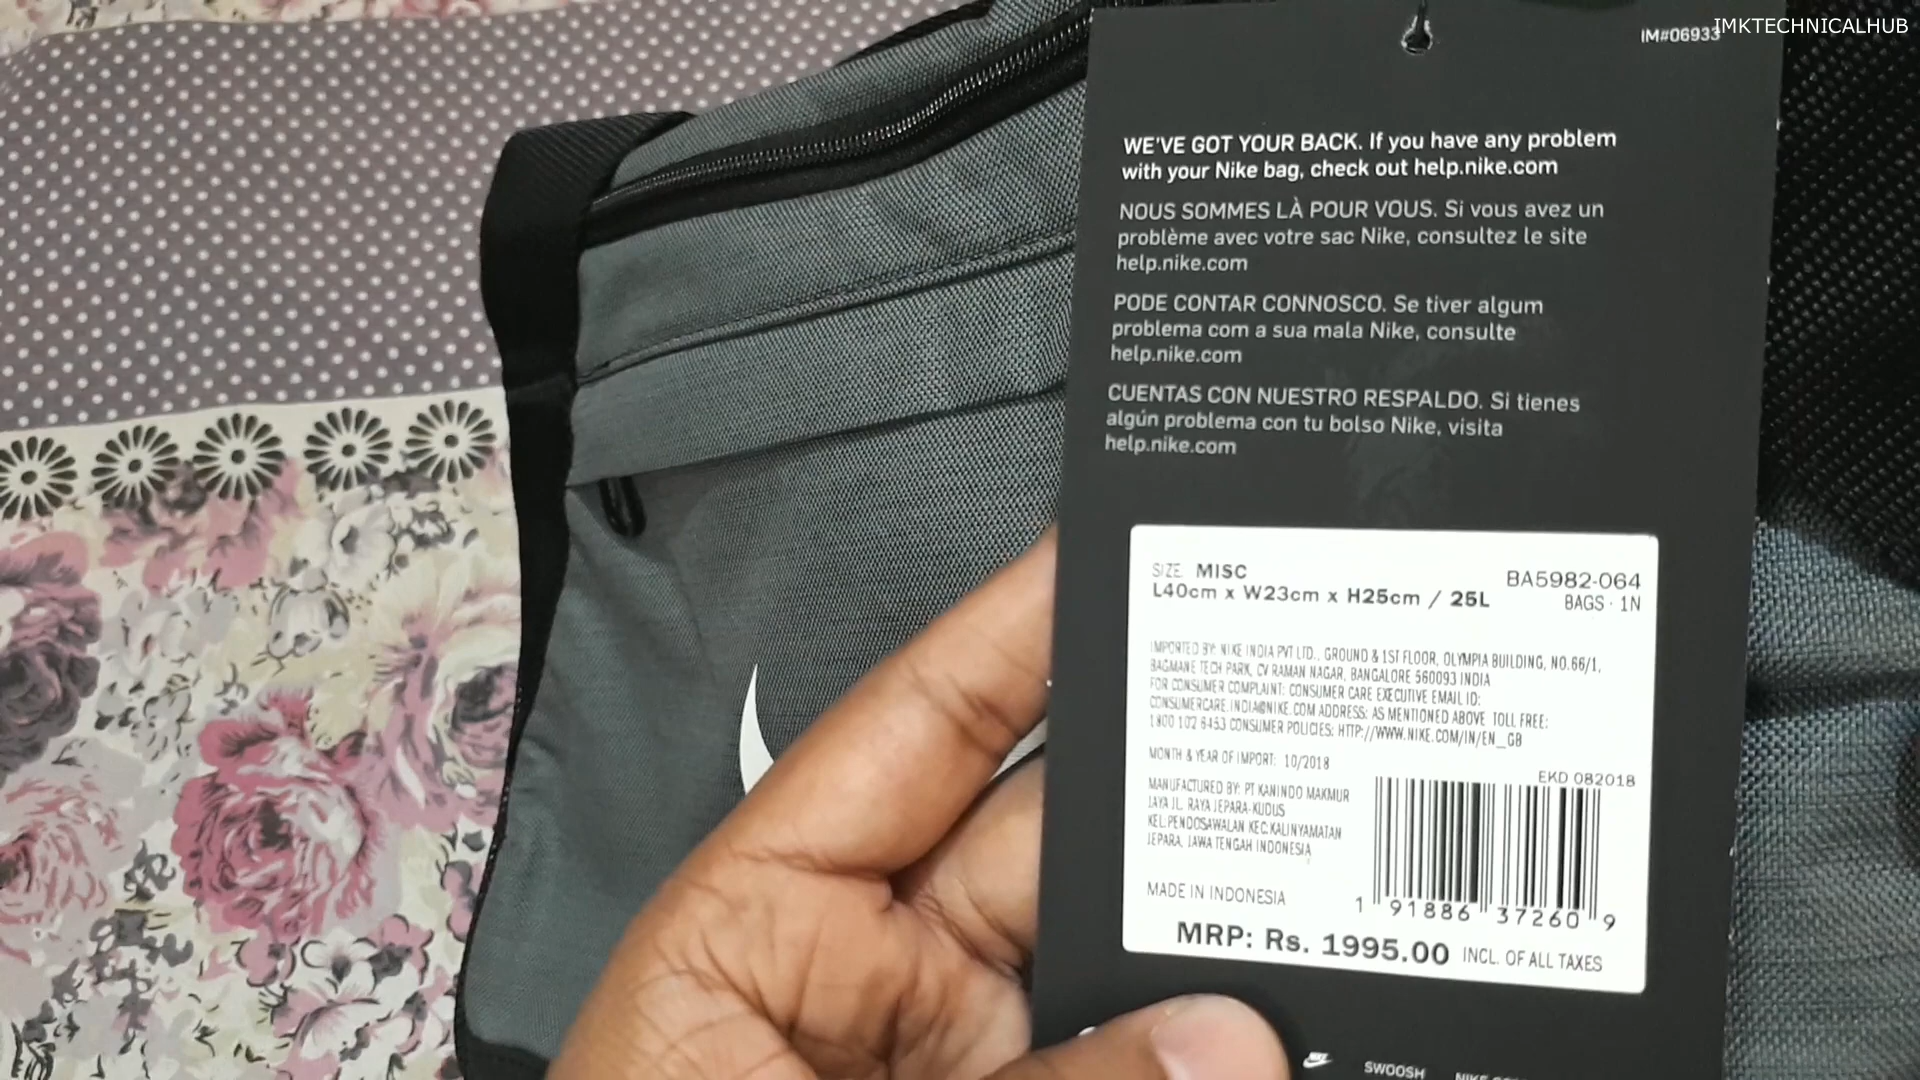 IMKTECHNICALHUB
IM#06933
WE'VE GOT YOUR BACK. If you have any problem
with your Nike bag, check out help.nike.com
NOUS SOMMES LÀ POUR VOUS. Si vous avez un
problème avec votre sac Nike, consultez le site
help.nike.com
PODE CONTAR CONNOSCO. Se tiver algum
problema com a sua mala Nike, consulte
help.nike.com
CUENTAS CON NUESTRO RESPALDO. Si tienes
algún problema con tu bolso Nike, visita
help.nike.com
SIZE MISC
BA5982-064
L40cm x W23cm x H25cm / 25L
BAGS · 1N
IMPORTED BY: NIKE INDIA PVT LTD., GROUND & 1ST FLOOR, OLYMPIA BUILDING, NO.66/1,
BAGMANE TECH PARK, CV RAMAN NAGAR, BANGALORE 560093 INDIA
FOR CONSUMER COMPLAINT: CONSUMER CARE EXECUTIVE EMAIL ID:
CONSUMERCARE.INDIA@NIKE.COM ADDRESS: AS MENTIONED ABOVE TOLL FREE:
1800 102 6453 CONSUMER POLICIES: HTTP://WWW.NIKE.COM/IN/EN_GB
MONTH & YEAR OF IMPORT: 10/2018
EKD 082018
MANUFACTURED BY: PT KANINDO MAKMUR
JAYA JL. RAYA JEPARA-KUDUS
KEL.PENDOSAWALAN KEC.KALINYAMATAN
JEPARA, JAWA TENGAH INDONESIA
MADE IN INDONESIA
1 91886 37260 9
MRP: Rs. 1995.00 INCL. OF ALL TAXES
SWOOSH